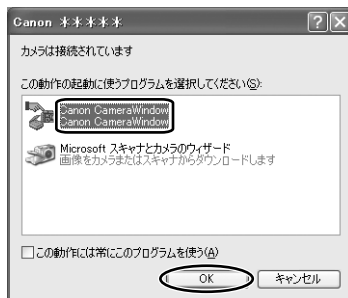 Canon ＊＊＊＊＊
カメラは接続されています
この動作の起動に使うプログラムを選択してください(S):
Canon CameraWindow
Canon CameraWindow
Microsoft スキャナとカメラのウィザード
画像をカメラまたはスキャナからダウンロードします
この動作には常にこのプログラムを使う(A)
OK キャンセル